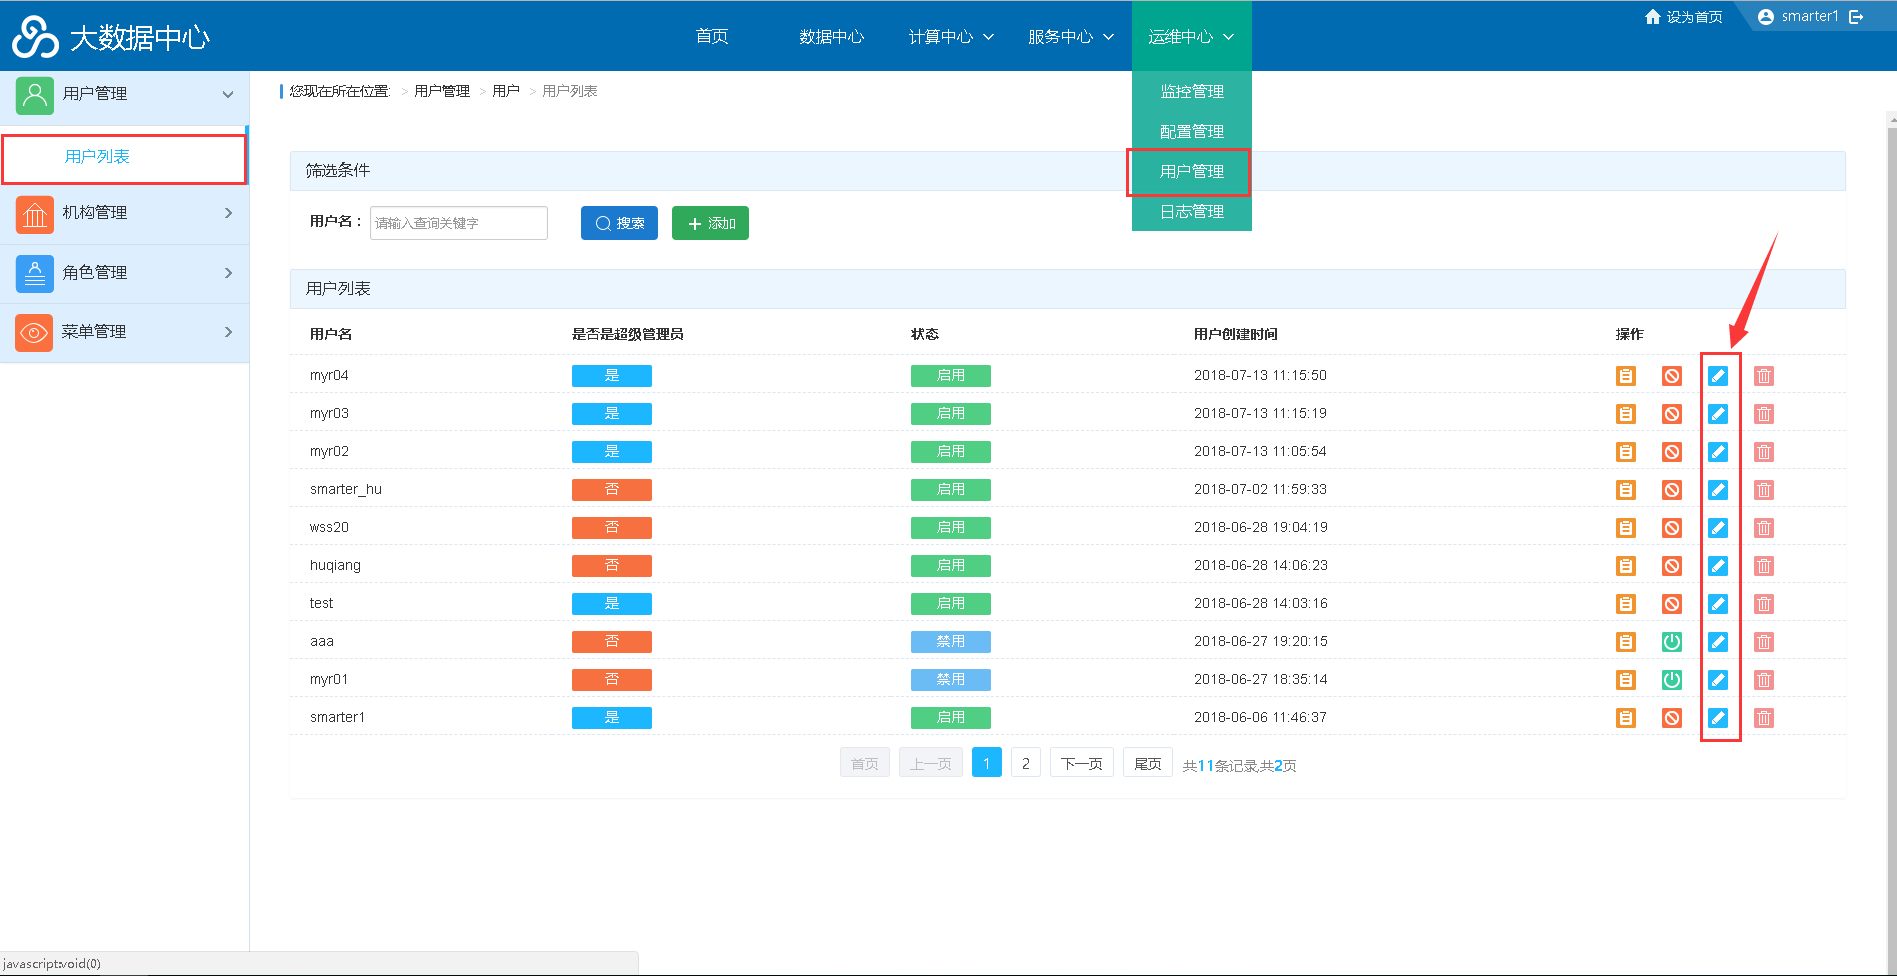 大数据中心
首页
数据中心
计算中心
服务中心
运维中心
设为首页
smarter1
监控管理
配置管理
用户管理
日志管理
用户管理
用户列表
机构管理
角色管理
菜单管理
您现在所在位置: > 用户管理 > 用户 > 用户列表
筛选条件
用户名： 请输入查询关键字 搜索 添加
用户列表
用户名 是否是超级管理员 状态 用户创建时间 操作
myr04 是 启用 2018-07-13 11:15:50
myr03 是 启用 2018-07-13 11:15:19
myr02 是 启用 2018-07-13 11:05:54
smarter_hu 否 启用 2018-07-02 11:59:33
wss20 否 启用 2018-06-28 19:04:19
huqiang 否 启用 2018-06-28 14:06:23
test 是 启用 2018-06-28 14:03:16
aaa 否 禁用 2018-06-27 19:20:15
myr01 否 禁用 2018-06-27 18:35:14
smarter1 是 启用 2018-06-06 11:46:37
首页 上一页 1 2 下一页 尾页 共11条记录,共2页
javascript:void(0)